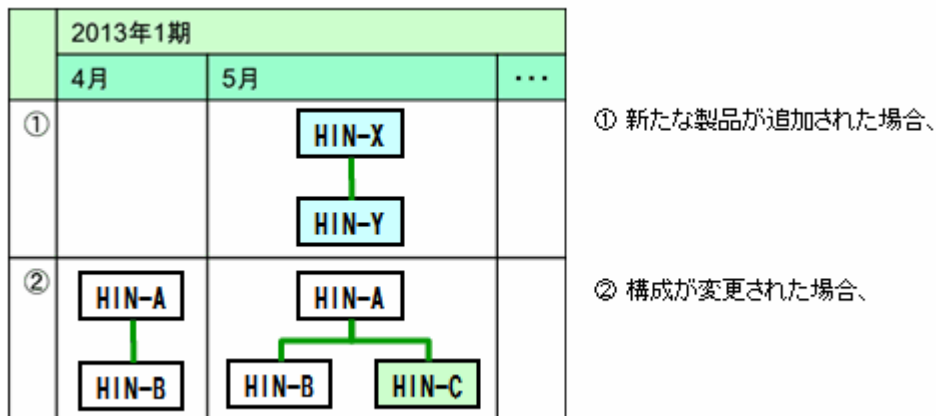 2013年1期
4月 5月 ・・・
① HIN-X ① 新たな製品が追加された場合、
HIN-Y
② HIN-A HIN-A ② 構成が変更された場合、
HIN-B HIN-B HIN-C